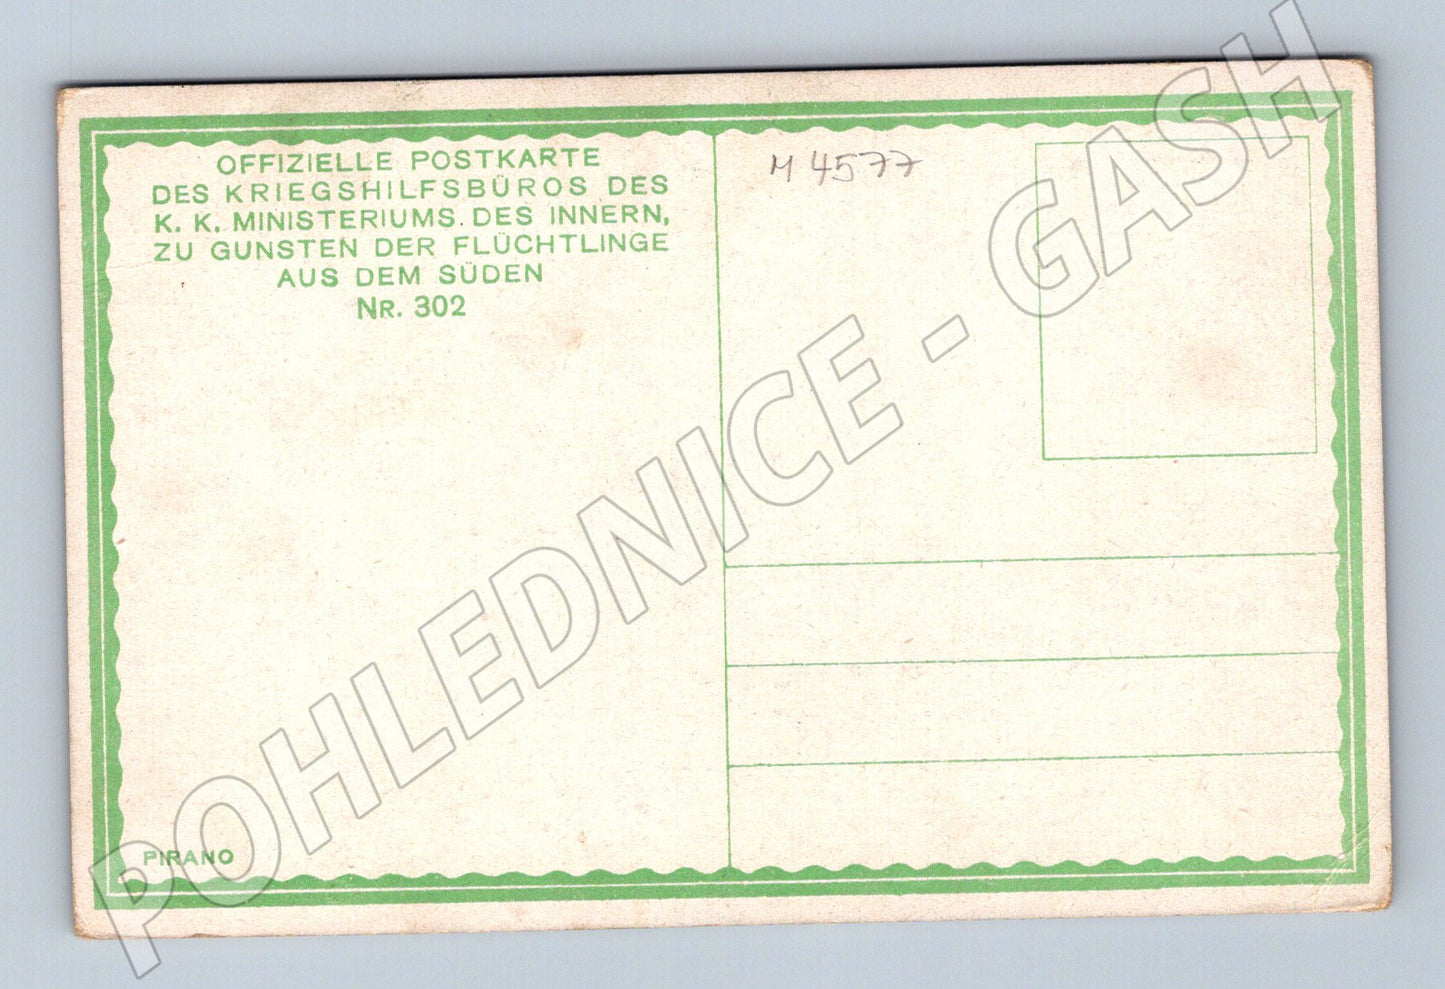 OFFIZIELLE POSTKARTE
DES KRIEGSHILFSBÜROS DES
K. K. MINISTERIUMS DES INNERN,
ZU GUNSTEN DER FLÜCHTLINGE
AUS DEM SÜDEN
NR. 302
M 4577
PIRANO
POHLEDNICE - GASH